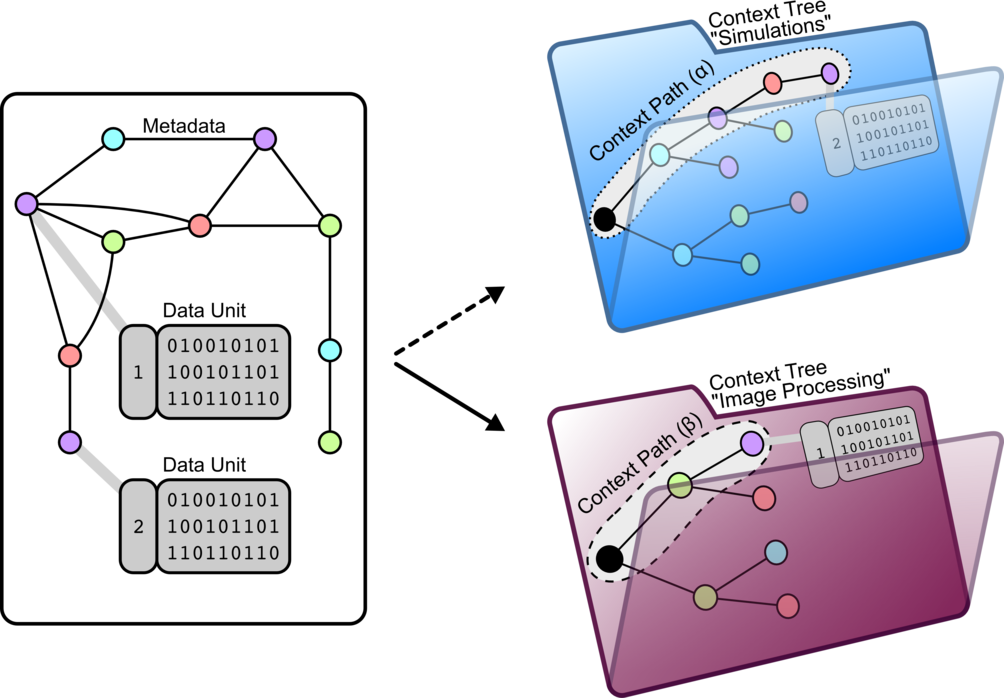 Metadata
Data Unit
1
010010101
100101101
110110110
Data Unit
2
010010101
100101101
110110110
Context Tree
"Simulations"
Context Path (α)
2
010010101
100101101
110110110
Context Tree
"Image Processing"
Context Path (β)
1
010010101
100101101
110110110